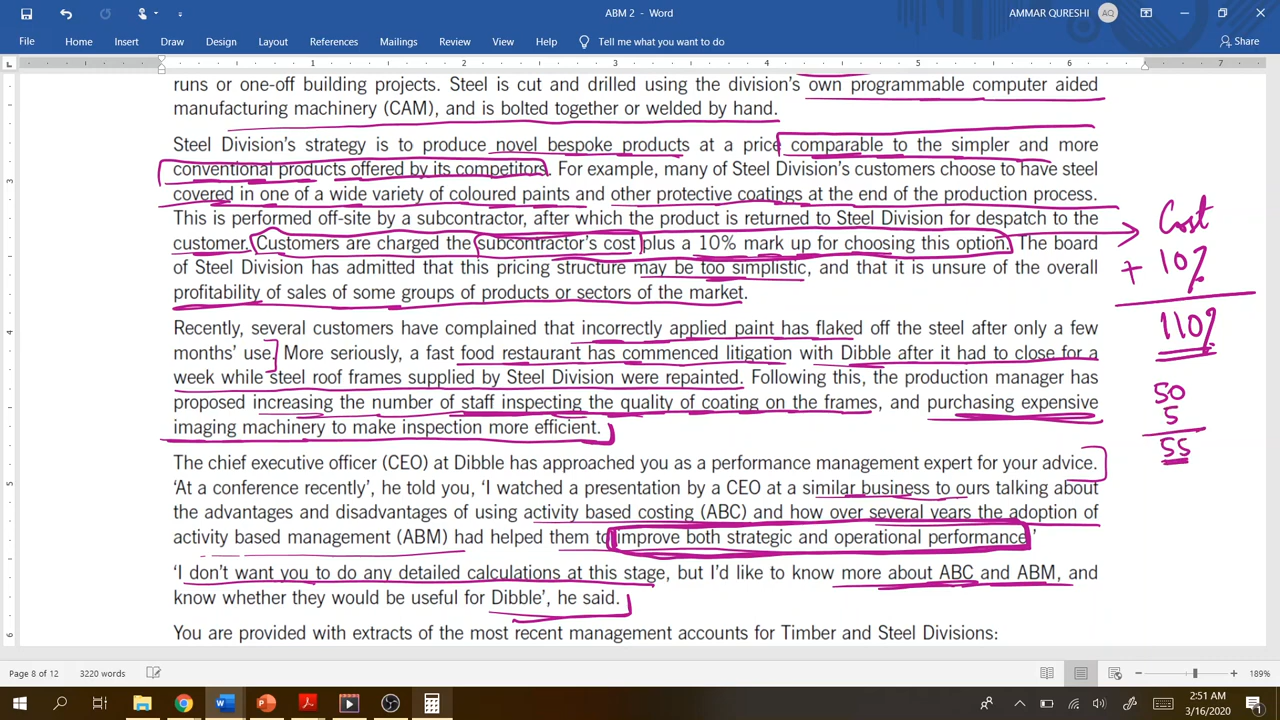 ABM 2 - Word
AMMAR QURESHI
AQ
File
Home
Insert
Draw
Design
Layout
References
Mailings
Review
View
Help
Tell me what you want to do
Share
1 2 3 4 5 6 7
runs or one-off building projects. Steel is cut and drilled using the division's own programmable computer aided
manufacturing machinery (CAM), and is bolted together or welded by hand.
Steel Division's strategy is to produce novel bespoke products at a price comparable to the simpler and more
conventional products offered by its competitors. For example, many of Steel Division's customers choose to have steel
covered in one of a wide variety of coloured paints and other protective coatings at the end of the production process.
This is performed off-site by a subcontractor, after which the product is returned to Steel Division for despatch to the
customer. Customers are charged the subcontractor's cost plus a 10% mark up for choosing this option. The board
of Steel Division has admitted that this pricing structure may be too simplistic, and that it is unsure of the overall
profitability of sales of some groups of products or sectors of the market.
Cost
+ 10%
110%
Recently, several customers have complained that incorrectly applied paint has flaked off the steel after only a few
months' use. More seriously, a fast food restaurant has commenced litigation with Dibble after it had to close for a
week while steel roof frames supplied by Steel Division were repainted. Following this, the production manager has
proposed increasing the number of staff inspecting the quality of coating on the frames, and purchasing expensive
imaging machinery to make inspection more efficient.
50
5
55
The chief executive officer (CEO) at Dibble has approached you as a performance management expert for your advice.
'At a conference recently', he told you, 'I watched a presentation by a CEO at a similar business to ours talking about
the advantages and disadvantages of using activity based costing (ABC) and how over several years the adoption of
activity based management (ABM) had helped them to improve both strategic and operational performance.'
'I don't want you to do any detailed calculations at this stage, but I'd like to know more about ABC and ABM, and
know whether they would be useful for Dibble', he said.
You are provided with extracts of the most recent management accounts for Timber and Steel Divisions:
3
4
5
6
Page 8 of 12
3220 words
189%
2:51 AM
3/16/2020
1